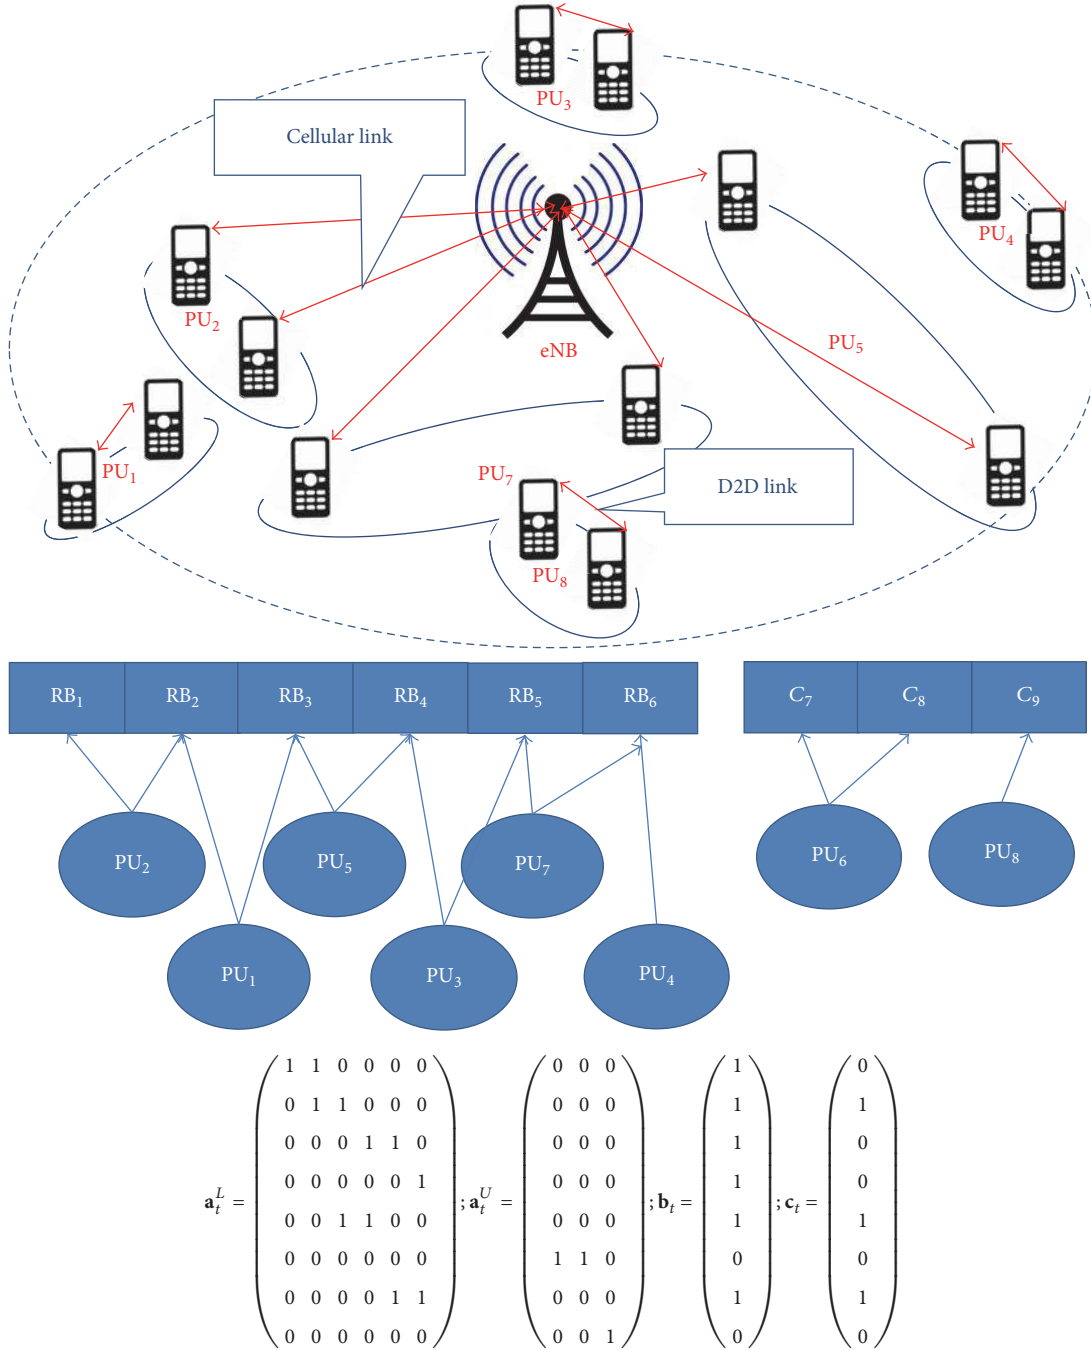 PU3
Cellular link
PU4
PU2
eNB
PU5
PU1
PU7
D2D link
PU8
RB1 RB2 RB3 RB4 RB5 RB6 C7 C8 C9
PU2 PU5 PU7 PU6 PU8
PU1 PU3 PU4
1 1 0 0 0 0 0 0 0 1 0
0 1 1 0 0 0 0 0 0 1 1
0 0 0 1 1 0 0 0 0 1 0
0 0 0 0 0 1 0 0 0 1 0
a_t^L = ; a_t^U = ; b_t = ; c_t =
0 0 1 1 0 0 0 0 0 1 1
0 0 0 0 0 0 1 1 0 0 0
0 0 0 0 1 1 0 0 0 1 1
0 0 0 0 0 0 0 0 1 0 0